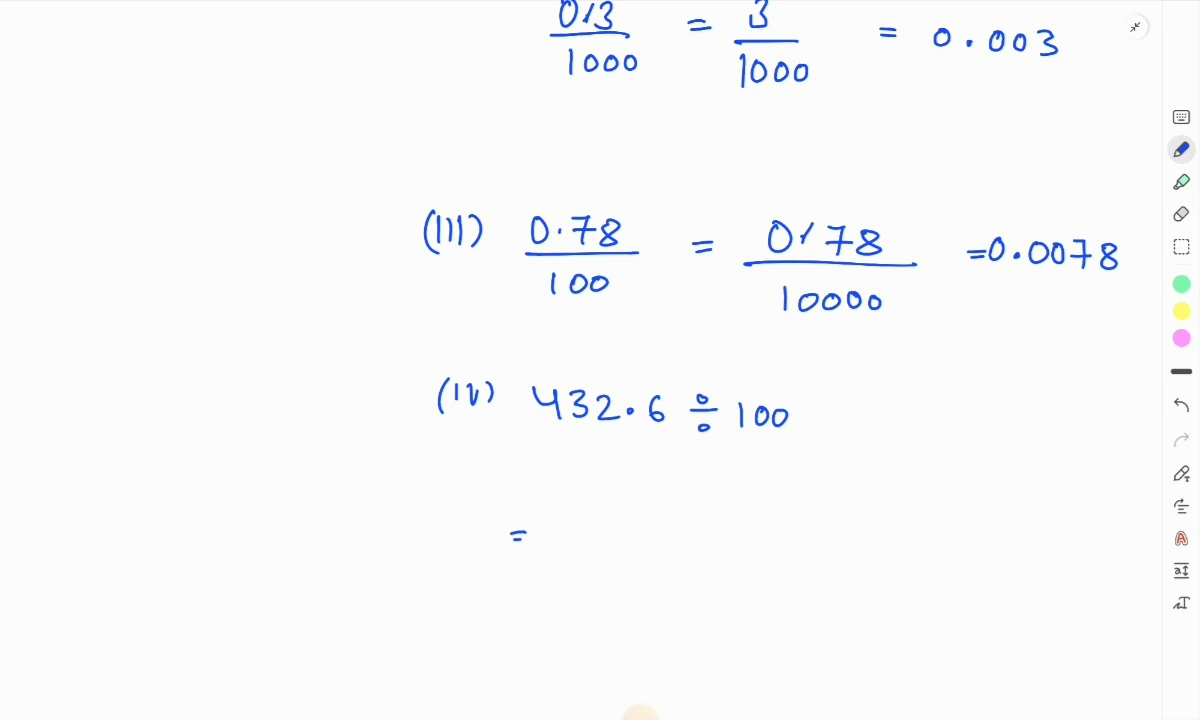 0/3 / 1000 = 3 / 1000 = 0.003
(III) 0.78 / 100 = 0/78 / 10000 = 0.0078
(IV) 432.6 ÷ 100
=